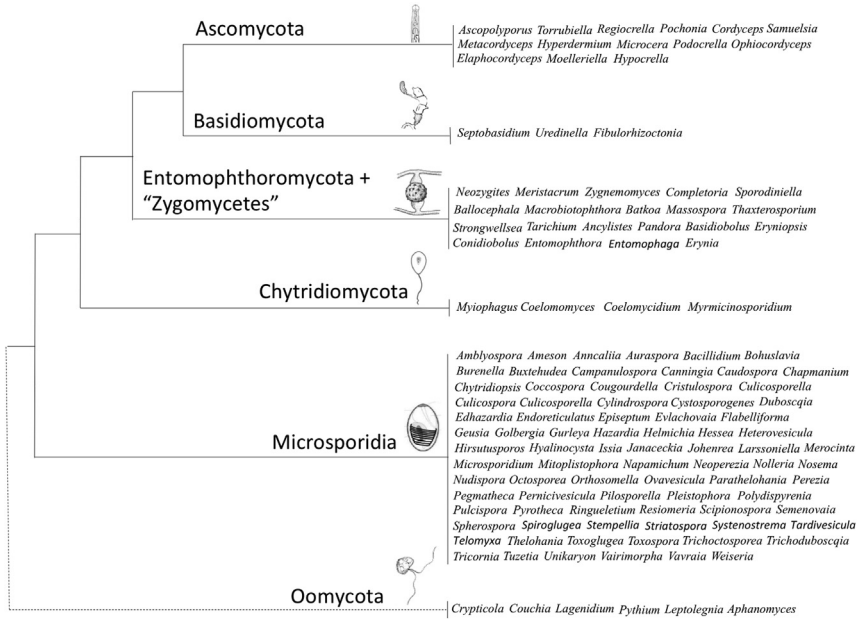 Ascomycota
Ascopolyporus Torrubiella Regiocrella Pochonia Cordyceps Samuelsia
Metacordyceps Hyperdermium Microcera Podocrella Ophiocordyceps
Elaphocordyceps Moelleriella Hypocrella
Basidiomycota
Septobasidium Uredinella Fibulorhizoctonia
Entomophthoromycota +
“Zygomycetes”
Neozygites Meristacrum Zygnemomyces Completoria Sporodiniella
Ballocephala Macrobiotophthora Batkoa Massospora Thaxterosporium
Strongwellsea Tarichium Ancylistes Pandora Basidiobolus Eryniopsis
Conidiobolus Entomophthora Entomophaga Erynia
Chytridiomycota
Myiophagus Coelomomyces Coelomycidium Myrmicinosporidium
Microsporidia
Amblyospora Ameson Anncaliia Auraspora Bacillidium Bohuslavia
Burenella Buxtehudea Campanulospora Canningia Caudospora Chapmanium
Chytridiopsis Coccospora Cougourdella Cristulospora Culicosporella
Culicospora Culicosporella Cylindrospora Cystosporogenes Duboscqia
Edhazardia Endoreticulatus Episeptum Evlachovaia Flabelliforma
Geusia Golbergia Gurleya Hazardia Helmichia Hessea Heterovesicula
Hirsutusporos Hyalinocysta Issia Janaceckia Johenrea Larssoniella Merocinta
Microsporidium Mitoplistophora Napamichum Neoperezia Nolleria Nosema
Nudispora Octosporea Orthosomella Ovavesicula Parathelohania Perezia
Pegmatheca Pernicivesicula Pilosporella Pleistophora Polydispyrenia
Pulcispora Pyrotheca Ringueletium Resiomeria Scipionospora Semenovaia
Spherospora Spiroglugea Stempellia Striatospora Systenostrema Tardivesicula
Telomyxa Thelohania Toxoglugea Toxospora Trichoctosporea Trichoduboscqia
Tricornia Tuzetia Unikaryon Vairimorpha Vavraia Weiseria
Oomycota
Crypticola Couchia Lagenidium Pythium Leptolegnia Aphanomyces